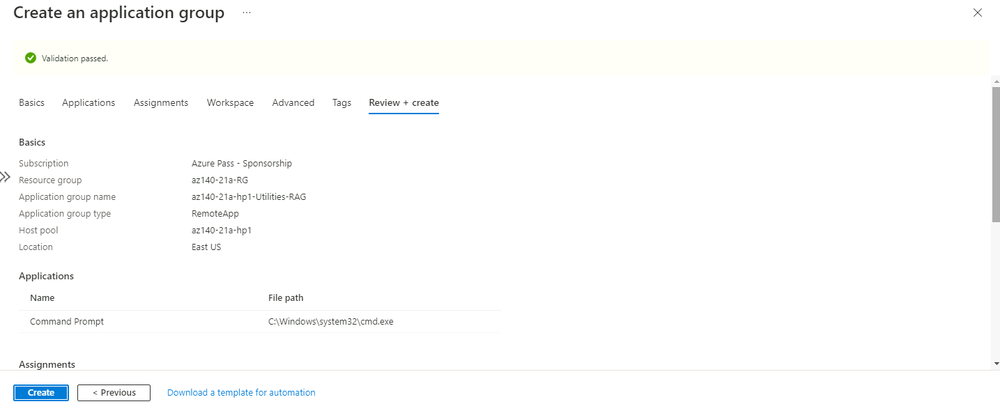 Create an application group ...
Validation passed.
Basics Applications Assignments Workspace Advanced Tags Review + create
Basics
Subscription Azure Pass - Sponsorship
Resource group az140-21a-RG
Application group name az140-21a-hp1-Utilities-RAG
Application group type RemoteApp
Host pool az140-21a-hp1
Location East US
Applications
Name File path
Command Prompt C:\Windows\system32\cmd.exe
Assignments
Create < Previous Download a template for automation